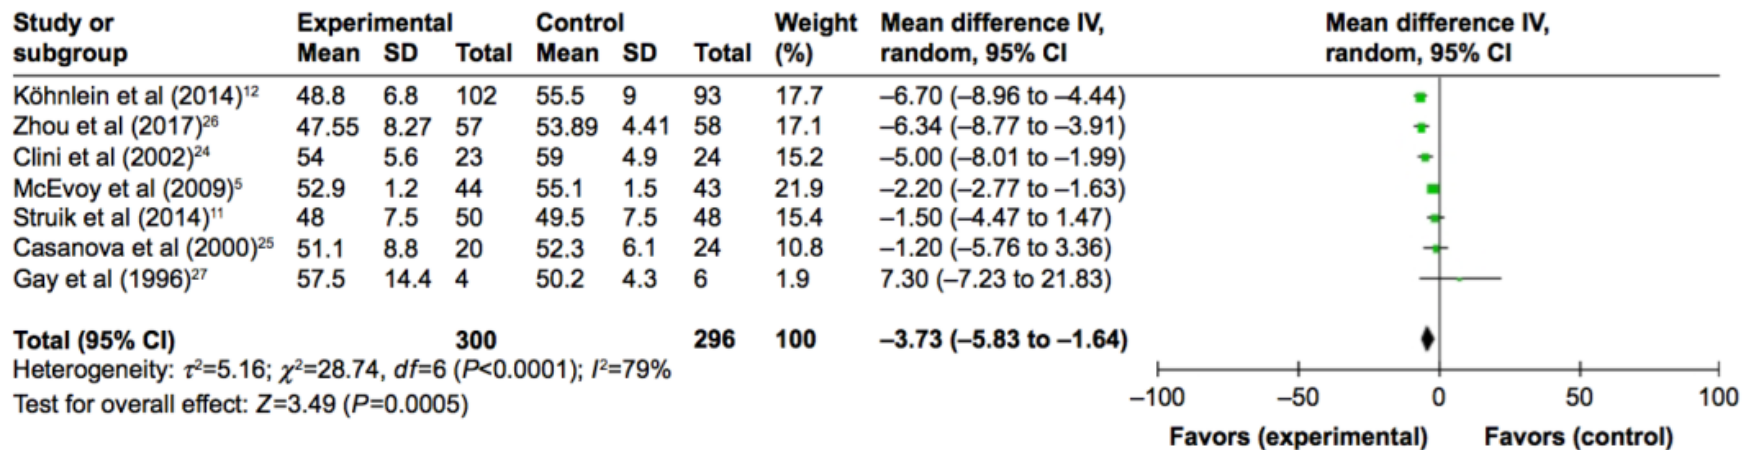 Study or Experimental Control Weight Mean difference IV, Mean difference IV,
subgroup Mean SD Total Mean SD Total (%) random, 95% CI random, 95% CI
Köhnlein et al (2014)¹² 48.8 6.8 102 55.5 9 93 17.7 –6.70 (–8.96 to –4.44)
Zhou et al (2017)²⁶ 47.55 8.27 57 53.89 4.41 58 17.1 –6.34 (–8.77 to –3.91)
Clini et al (2002)²⁴ 54 5.6 23 59 4.9 24 15.2 –5.00 (–8.01 to –1.99)
McEvoy et al (2009)⁵ 52.9 1.2 44 55.1 1.5 43 21.9 –2.20 (–2.77 to –1.63)
Struik et al (2014)¹¹ 48 7.5 50 49.5 7.5 48 15.4 –1.50 (–4.47 to 1.47)
Casanova et al (2000)²⁵ 51.1 8.8 20 52.3 6.1 24 10.8 –1.20 (–5.76 to 3.36)
Gay et al (1996)²⁷ 57.5 14.4 4 50.2 4.3 6 1.9 7.30 (–7.23 to 21.83)
Total (95% CI) 300 296 100 –3.73 (–5.83 to –1.64)
Heterogeneity: τ²=5.16; χ²=28.74, df=6 (P<0.0001); I²=79%
Test for overall effect: Z=3.49 (P=0.0005)
–100 –50 0 50 100
Favors (experimental) Favors (control)